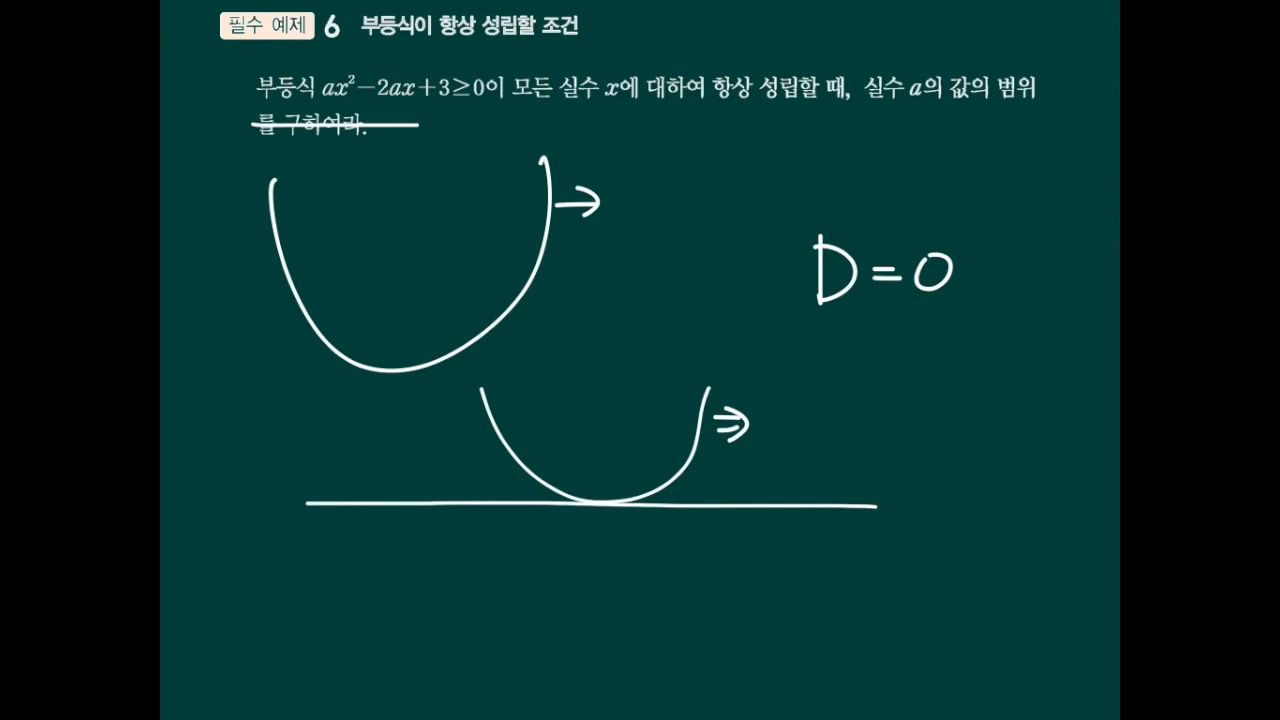 필수 예제 6 부등식이 항상 성립할 조건
부등식 ax²−2ax+3≥0이 모든 실수 x에 대하여 항상 성립할 때, 실수 a의 값의 범위
를 구하여라.
D=0